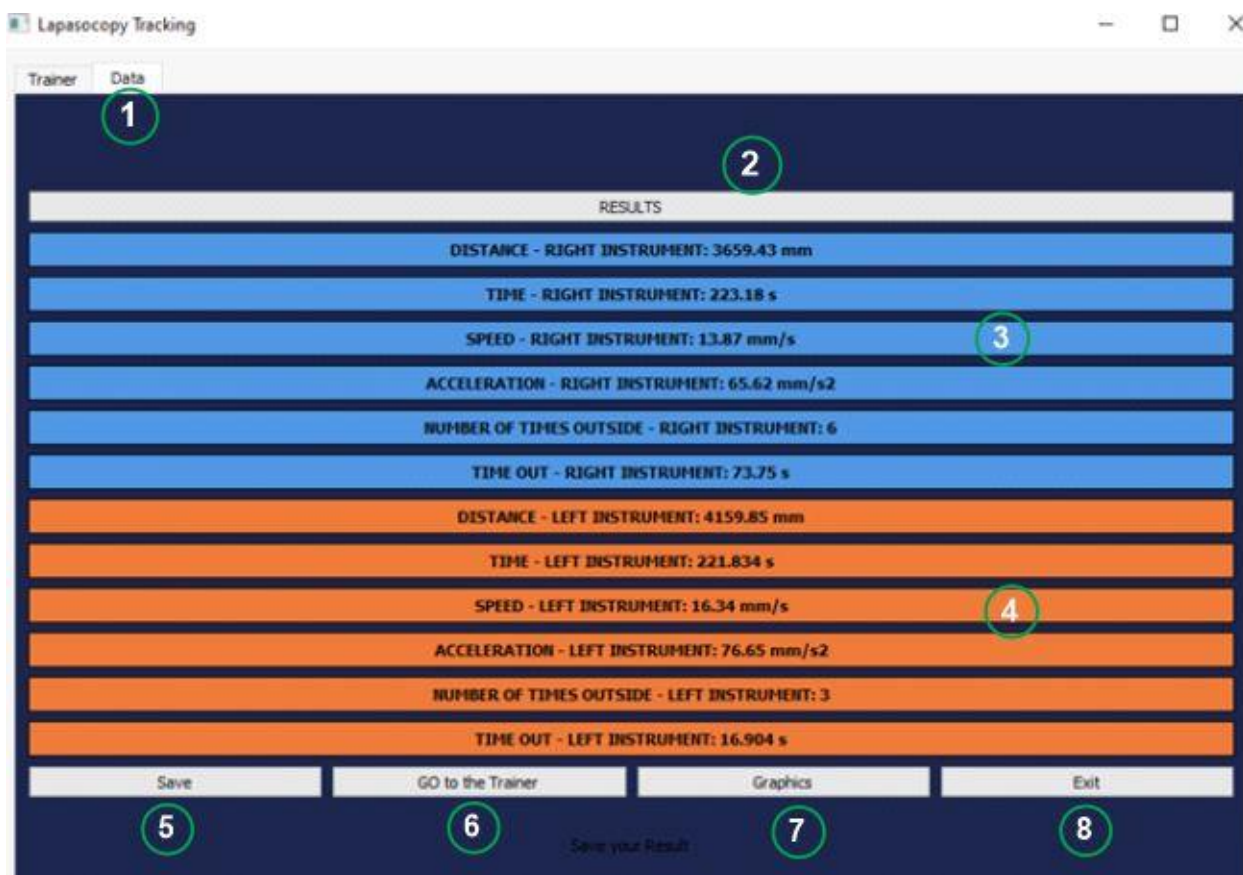 Lapasocopy Tracking
Trainer Data
1
2
RESULTS
DISTANCE - RIGHT INSTRUMENT: 3659.43 mm
TIME - RIGHT INSTRUMENT: 223.18 s
SPEED - RIGHT INSTRUMENT: 13.87 mm/s
3
ACCELERATION - RIGHT INSTRUMENT: 65.62 mm/s2
NUMBER OF TIMES OUTSIDE - RIGHT INSTRUMENT: 6
TIME OUT - RIGHT INSTRUMENT: 73.75 s
DISTANCE - LEFT INSTRUMENT: 4159.85 mm
TIME - LEFT INSTRUMENT: 221.834 s
SPEED - LEFT INSTRUMENT: 16.34 mm/s
4
ACCELERATION - LEFT INSTRUMENT: 76.65 mm/s2
NUMBER OF TIMES OUTSIDE - LEFT INSTRUMENT: 3
TIME OUT - LEFT INSTRUMENT: 16.904 s
Save GO to the Trainer Graphics Exit
5 6 7 8
Save your Result